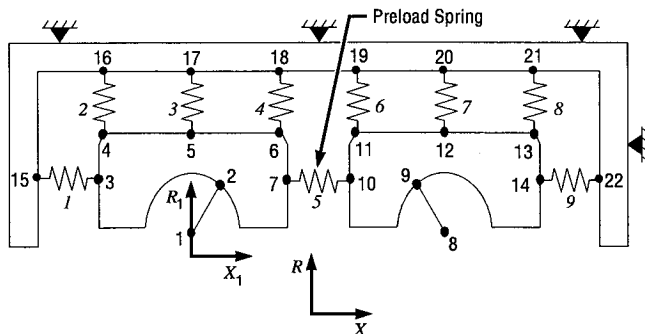 Preload Spring
16 17 18 19 20 21
2 3 4 6 7 8
4 5 6 11 12 13
15 1 3 R₁ 2 7 5 10 9 14 9 22
1 X₁ 8
R
X